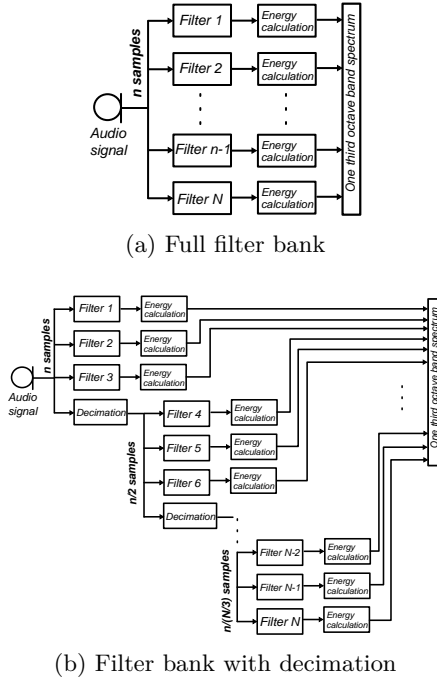 n samples
Filter 1
Energy
calculation
Filter 2
Energy
calculation
Audio
signal
Filter n-1
Energy
calculation
Filter N
Energy
calculation
One third octave band spectrum
(a) Full filter bank
n samples
Filter 1
Energy
calculation
Filter 2
Energy
calculation
Filter 3
Energy
calculation
Audio
signal
Decimation
n/2 samples
Filter 4
Energy
calculation
Filter 5
Energy
calculation
Filter 6
Energy
calculation
Decimation
n/(N/3) samples
Filter N-2
Energy
calculation
Filter N-1
Energy
calculation
Filter N
Energy
calculation
One third octave band spectrum
(b) Filter bank with decimation